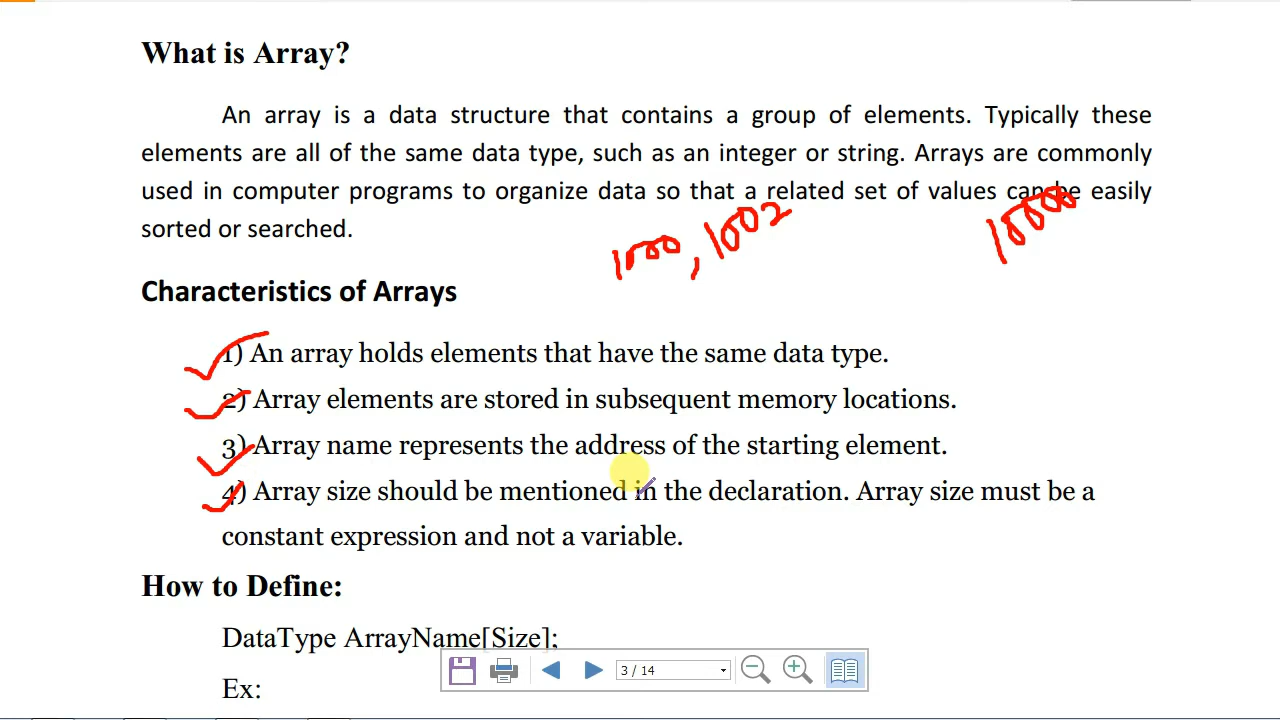 What is Array?
An array is a data structure that contains a group of elements. Typically these
elements are all of the same data type, such as an integer or string. Arrays are commonly
used in computer programs to organize data so that a related set of values can be easily
sorted or searched.
1000, 1002
10000
Characteristics of Arrays
1) An array holds elements that have the same data type.
2) Array elements are stored in subsequent memory locations.
3) Array name represents the address of the starting element.
4) Array size should be mentioned in the declaration. Array size must be a
constant expression and not a variable.
How to Define:
DataType ArrayName[Size];
3 / 14
Ex: